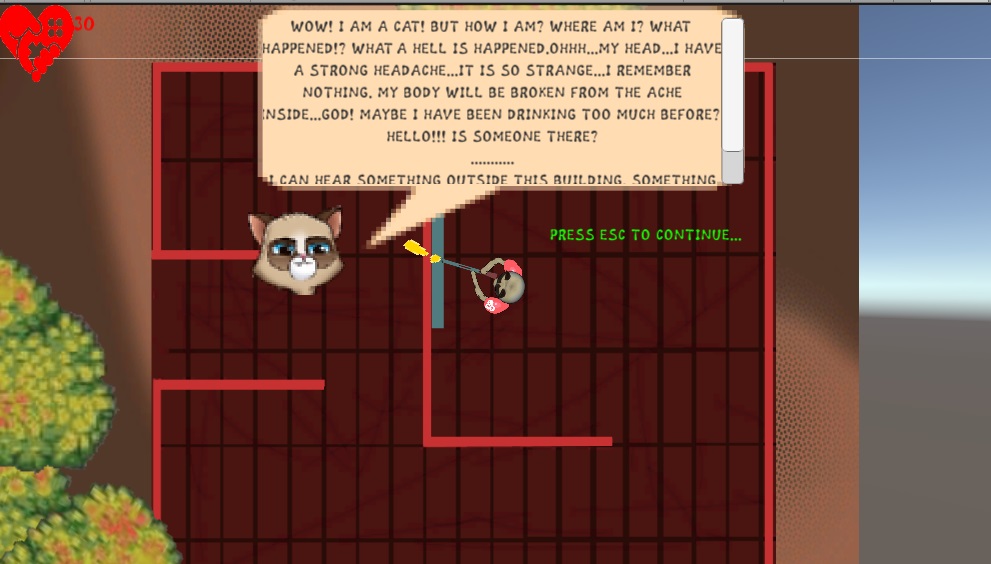 30
WOW! I AM A CAT! BUT HOW I AM? WHERE AM I? WHAT
HAPPENED!? WHAT A HELL IS HAPPENED.OHHH...MY HEAD...I HAVE
A STRONG HEADACHE...IT IS SO STRANGE...I REMEMBER
NOTHING. MY BODY WILL BE BROKEN FROM THE ACHE
INSIDE...GOD! MAYBE I HAVE BEEN DRINKING TOO MUCH BEFORE?
HELLO!!! IS SOMEONE THERE?
...........
I CAN HEAR SOMETHING OUTSIDE THIS BUILDING. SOMETHING
PRESS ESC TO CONTINUE...